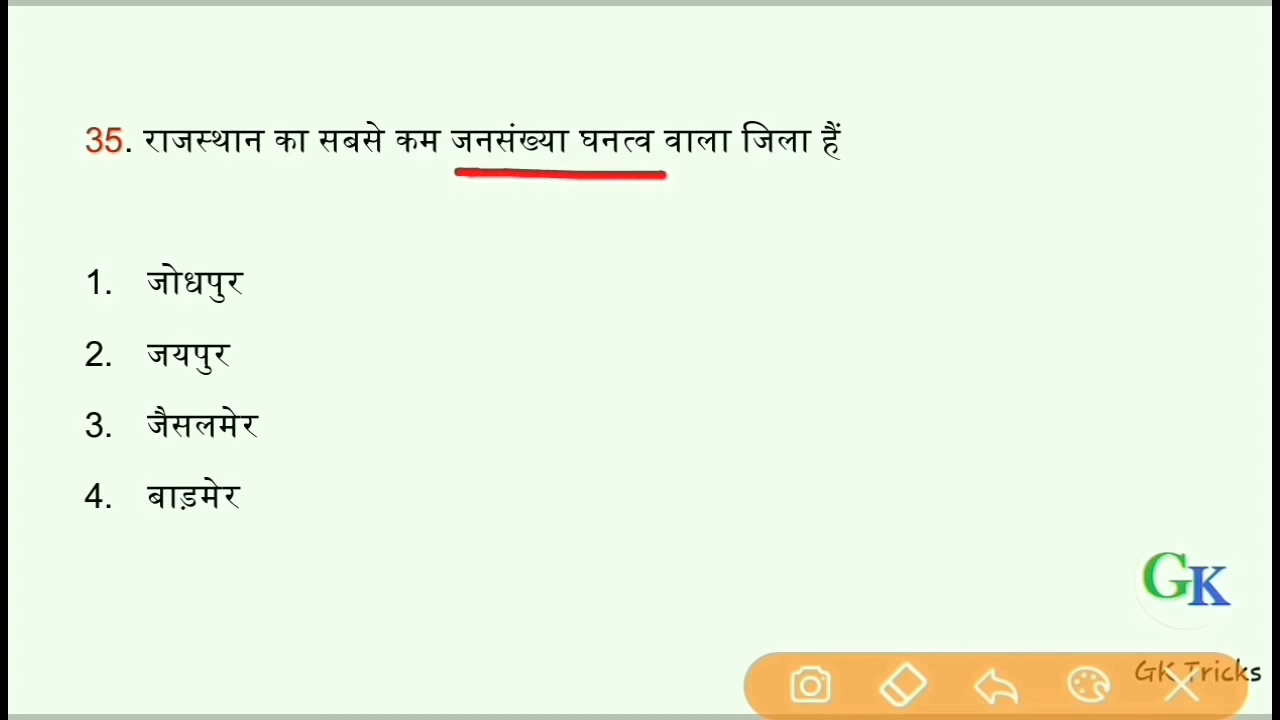 35. राजस्थान का सबसे कम जनसंख्या घनत्व वाला जिला हैं
1. जोधपुर
2. जयपुर
3. जैसलमेर
4. बाड़मेर
GK
GK Tricks